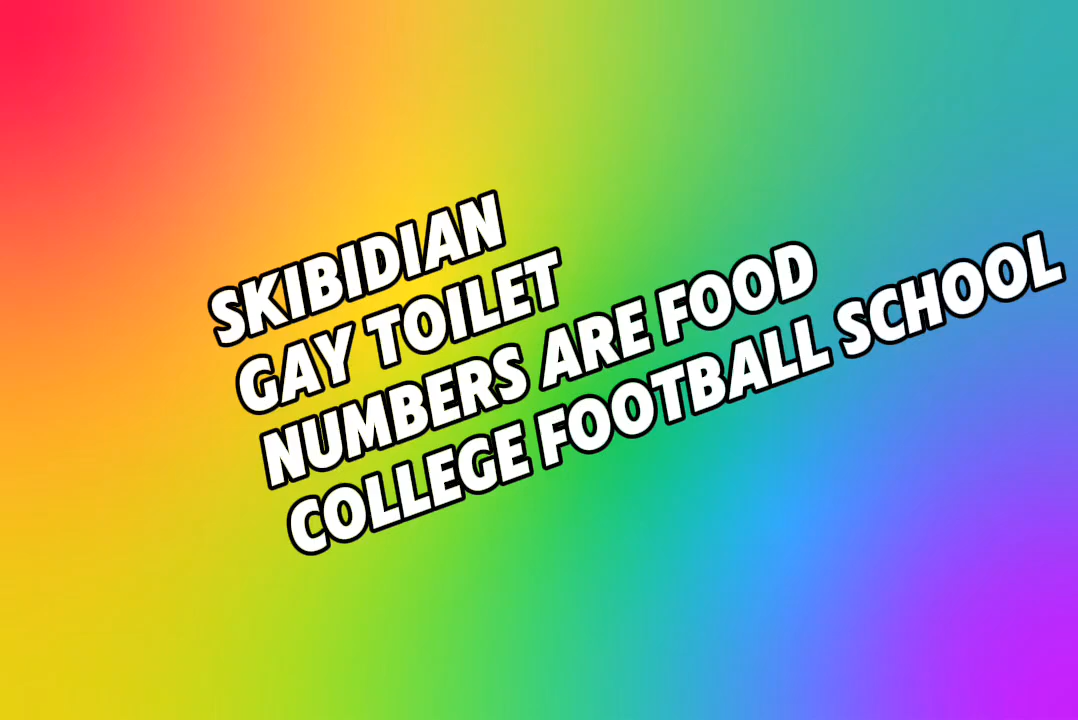 SKIBIDIAN
GAY TOILET
NUMBERS ARE FOOD
COLLEGE FOOTBALL SCHOOL